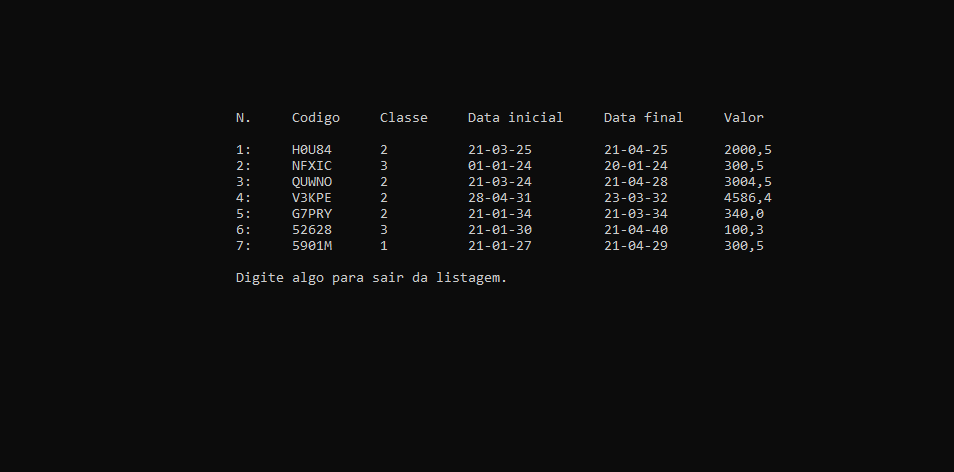 N. Codigo Classe Data inicial Data final Valor
1: H0U84 2 21-03-25 21-04-25 2000,5
2: NFXIC 3 01-01-24 20-01-24 300,5
3: QUWNO 2 21-03-24 21-04-28 3004,5
4: V3KPE 2 28-04-31 23-03-32 4586,4
5: G7PRY 2 21-01-34 21-03-34 340,0
6: 52628 3 21-01-30 21-04-40 100,3
7: 5901M 1 21-01-27 21-04-29 300,5
Digite algo para sair da listagem.